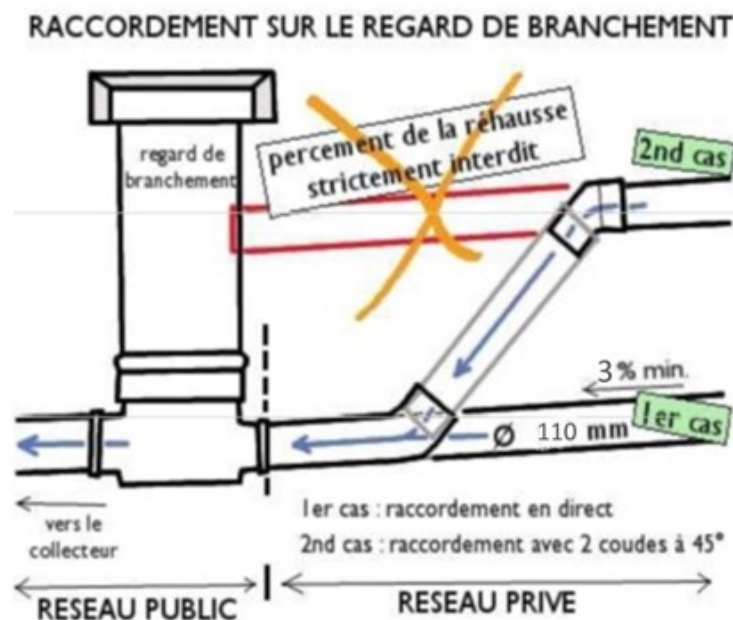 RACCORDEMENT SUR LE REGARD DE BRANCHEMENT
regard de
branchement
percement de la réhausse
strictement interdit
2nd cas
3% min.
1er cas
Ø 110 mm
vers le
collecteur
1er cas : raccordement en direct
2nd cas : raccordement avec 2 coudes à 45°
RESEAU PUBLIC
RESEAU PRIVE